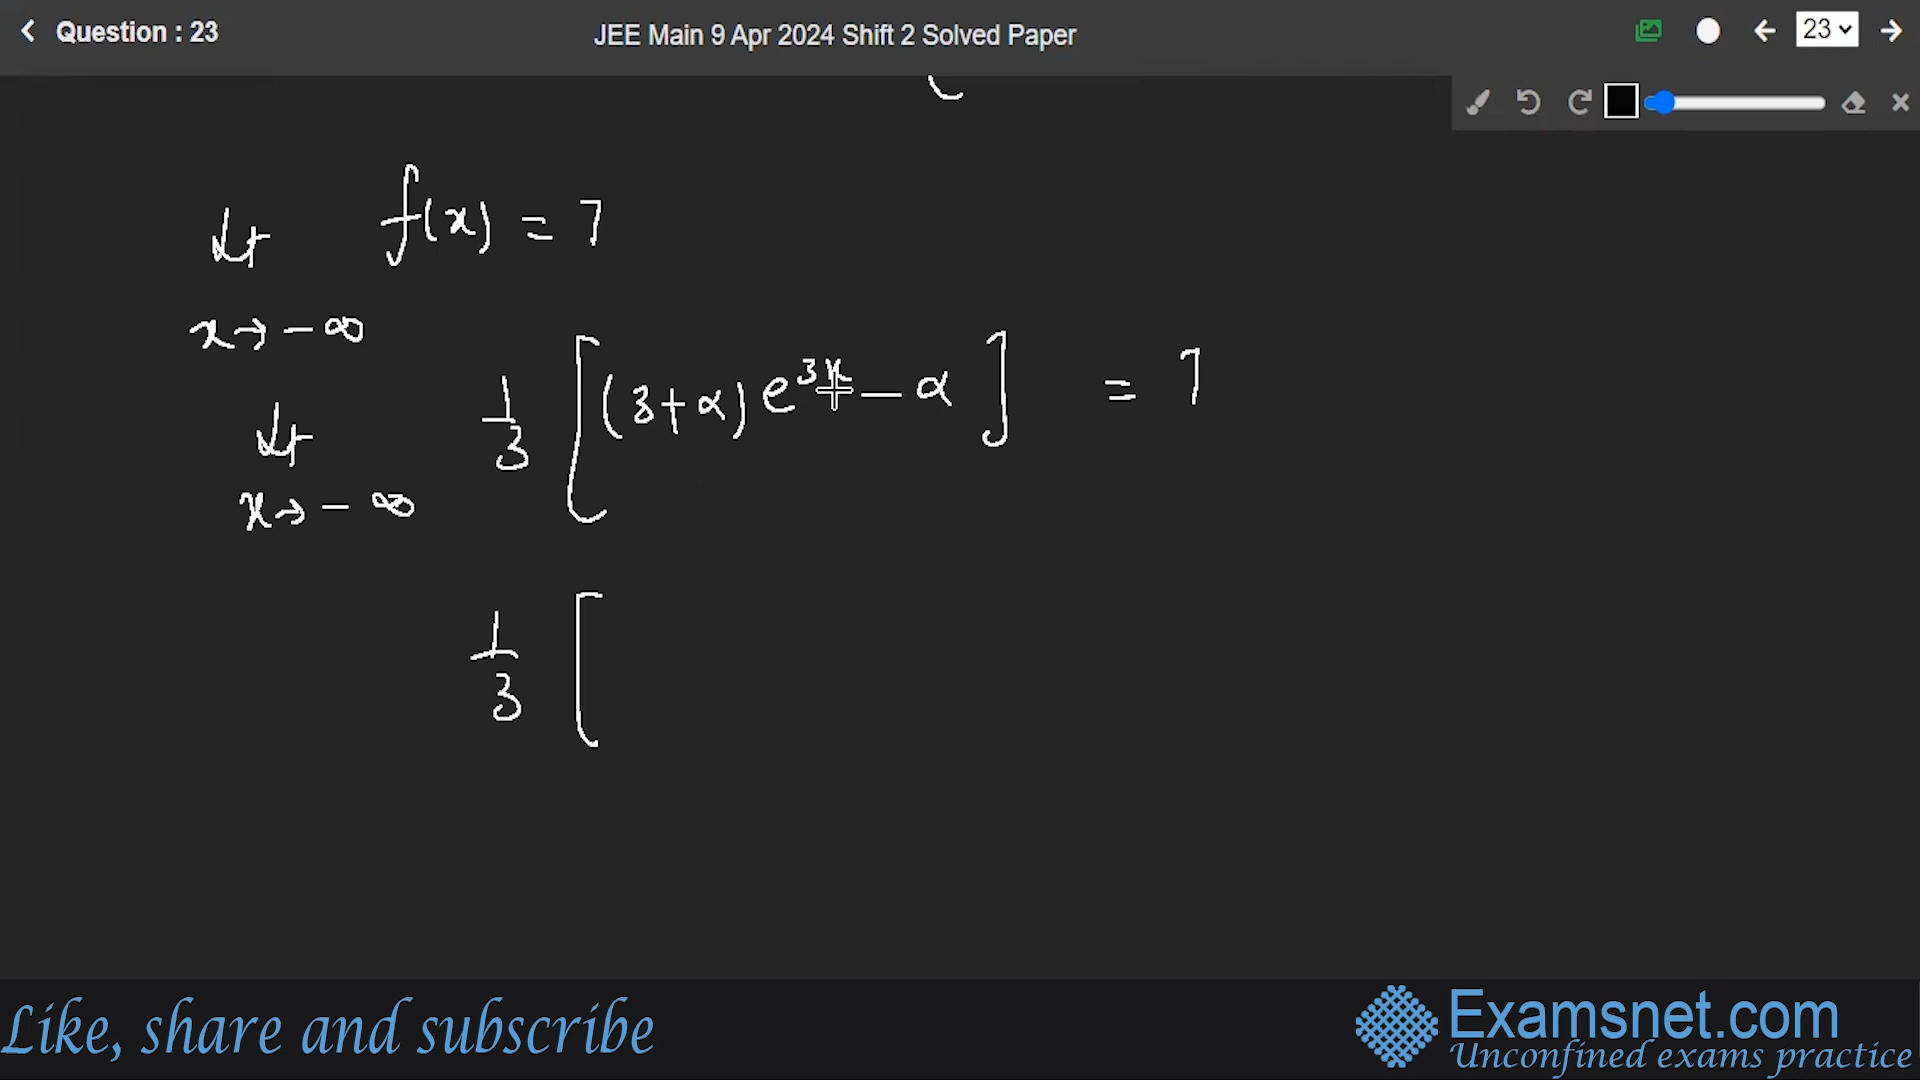 Question : 23
JEE Main 9 Apr 2024 Shift 2 Solved Paper
23
Lt f(x) = 7
x→ - ∞
Lt 1/3 [(3+α) e^3x - α] = 7
x→ - ∞
1/3 [
Like, share and subscribe
Examsnet.com
Unconfined exams practice